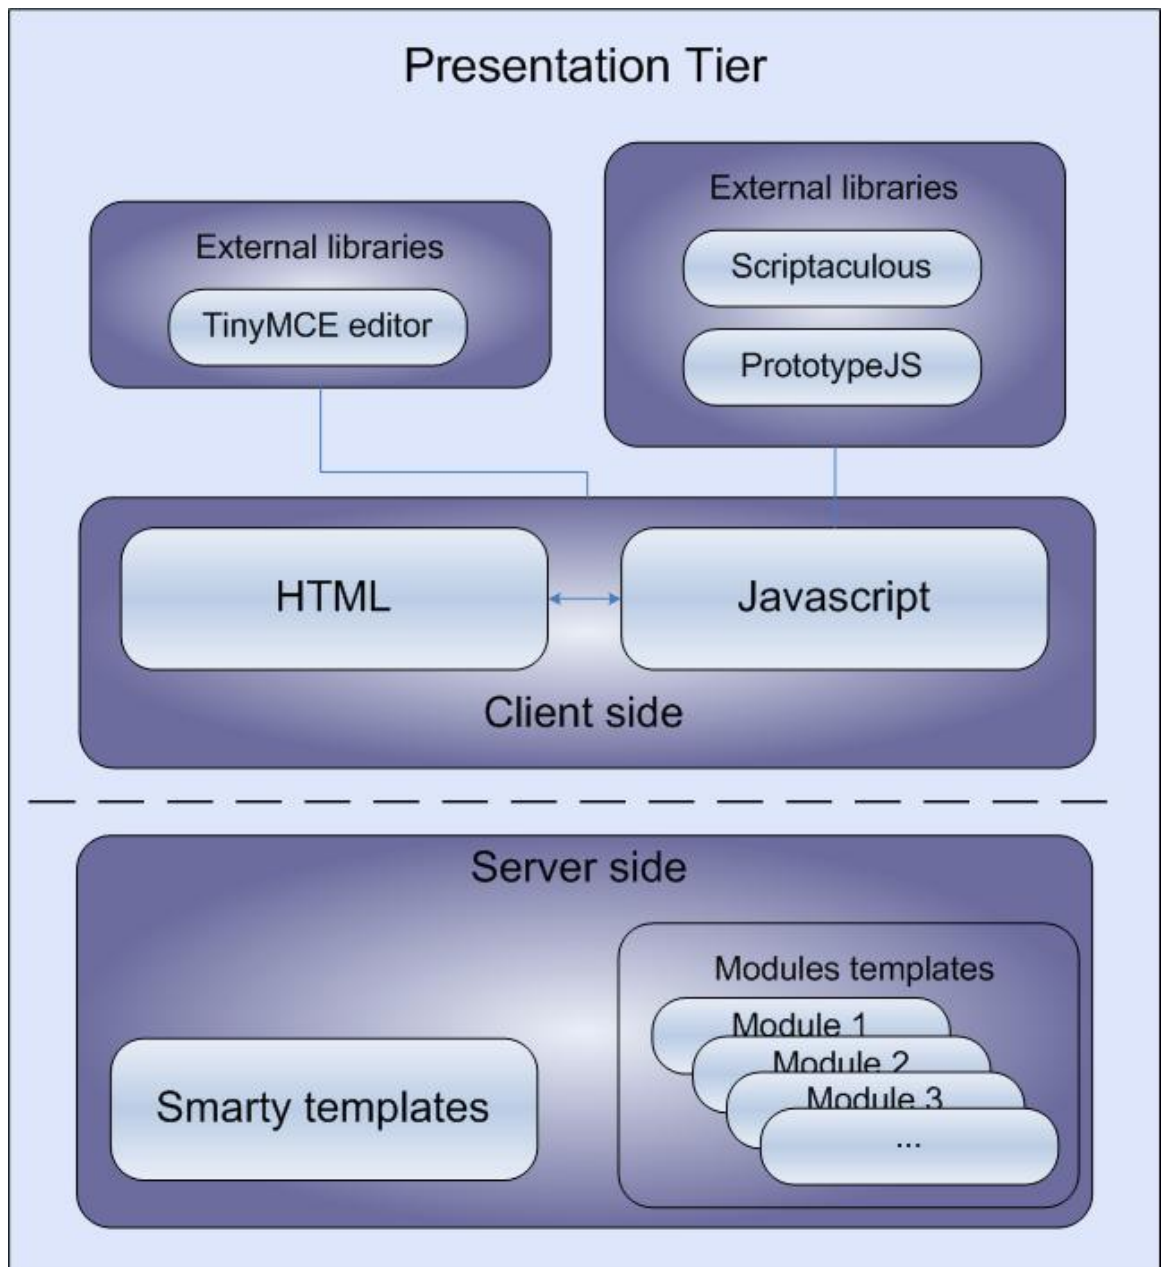 Presentation Tier
External libraries
TinyMCE editor
External libraries
Scriptaculous
PrototypeJS
HTML
Javascript
Client side
Server side
Smarty templates
Modules templates
Module 1
Module 2
Module 3
...